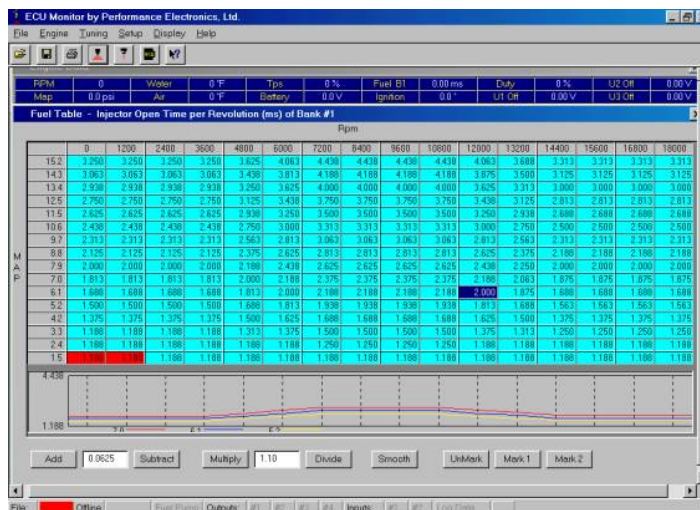 ECU Monitor by Performance Electronics, Ltd.
File Engine Tuning Setup Display Help
RPM 0 Water 0 °F Tps 0 % Fuel B1 0.00 ms Duty 0 % U2 Off 0.00 V
Map 0.0 psi Air 0 °F Battery 0.0 V Ignition 0.0 ° U1 Off 0.00 V U3 Off 0.00 V
Fuel Table - Injector Open Time per Revolution (ms) of Bank #1
Rpm
0 1200 2400 3600 4800 6000 7200 8400 9600 10800 12000 13200 14400 15600 16800 18000
15.2 3.250 3.250 3.250 3.250 3.625 4.063 4.438 4.438 4.438 4.438 4.063 3.688 3.313 3.313 3.313 3.313
14.3 3.063 3.063 3.063 3.063 3.438 3.813 4.188 4.188 4.188 4.188 3.875 3.500 3.125 3.125 3.125 3.125
13.4 2.938 2.938 2.938 2.938 3.250 3.625 4.000 4.000 4.000 4.000 3.625 3.313 3.000 3.000 3.000 3.000
12.5 2.750 2.750 2.750 2.750 3.125 3.438 3.750 3.750 3.750 3.750 3.438 3.125 2.813 2.813 2.813 2.813
11.5 2.625 2.625 2.625 2.938 2.938 3.250 3.500 3.500 3.500 3.500 3.250 2.938 2.688 2.688 2.688 2.688
10.6 2.438 2.438 2.438 2.438 2.750 3.000 3.313 3.313 3.313 3.313 3.000 2.750 2.500 2.500 2.500 2.500
9.7 2.313 2.313 2.313 2.313 2.563 2.813 3.063 3.063 3.063 3.063 2.813 2.563 2.313 2.313 2.313 2.313
8.8 2.125 2.125 2.125 2.125 2.375 2.625 2.813 2.813 2.813 2.813 2.625 2.375 2.188 2.188 2.188 2.188
7.9 2.000 2.000 2.000 2.000 2.188 2.438 2.625 2.625 2.625 2.625 2.438 2.250 2.000 2.000 2.000 2.000
M A P
7.0 1.813 1.813 1.813 1.813 2.000 2.188 2.375 2.375 2.375 2.375 2.188 2.063 1.875 1.875 1.875 1.875
6.1 1.688 1.688 1.688 1.688 1.813 2.000 2.188 2.188 2.188 2.188 2.000 1.875 1.688 1.688 1.688 1.688
5.2 1.500 1.500 1.500 1.500 1.688 1.813 1.938 1.938 1.938 1.938 1.813 1.688 1.563 1.563 1.563 1.563
4.2 1.375 1.375 1.375 1.375 1.500 1.625 1.688 1.688 1.688 1.688 1.625 1.500 1.375 1.375 1.375 1.375
3.3 1.188 1.188 1.188 1.188 1.313 1.375 1.500 1.500 1.500 1.500 1.375 1.313 1.250 1.250 1.250 1.250
2.4 1.188 1.188 1.188 1.188 1.188 1.188 1.250 1.250 1.250 1.250 1.188 1.188 1.188 1.188 1.188 1.188
1.5 1.188 1.188 1.188 1.188 1.188 1.188 1.188 1.188 1.188 1.188 1.188 1.188 1.188 1.188
4.438
1.188
7.0 6.1 5.2
Add 0.0625 Subtract Multiply 1.10 Divide Smooth UnMark Mark 1 Mark 2
File: Offline Fuel Pump Outputs: #1 #2 #3 #4 Inputs: #1 #2 Log Data